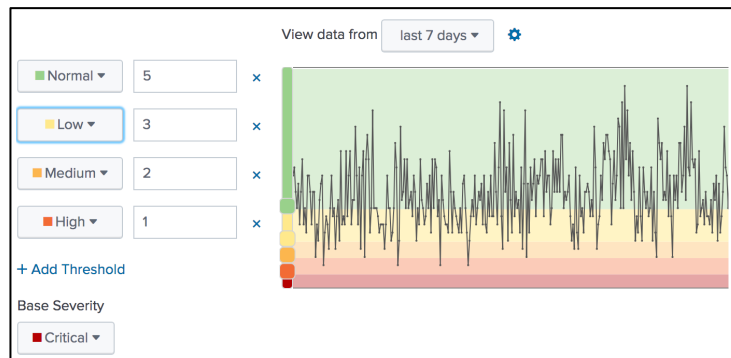 View data from last 7 days
Normal 5 ×
Low 3 ×
Medium 2 ×
High 1 ×
+ Add Threshold
Base Severity
Critical